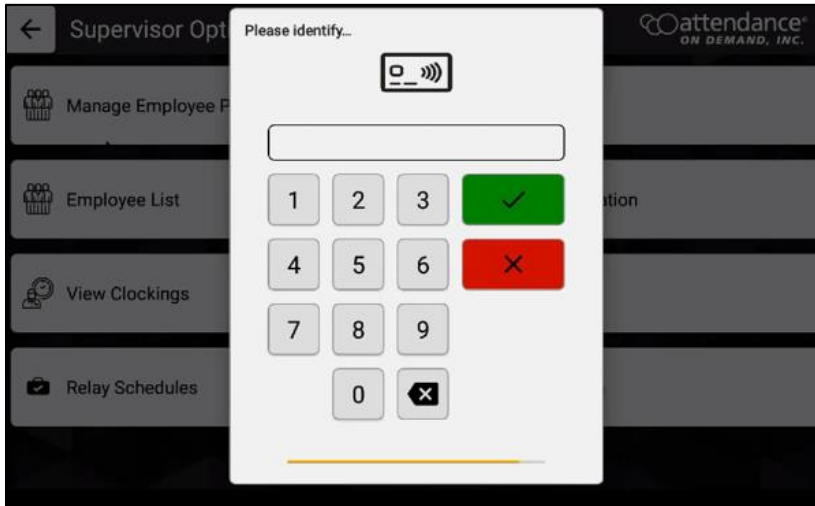 Supervisor Opt
Please identify...
attendance®
ON DEMAND, INC.
Manage Employee P
Employee List
ation
View Clockings
Relay Schedules
1 2 3
4 5 6
7 8 9
0